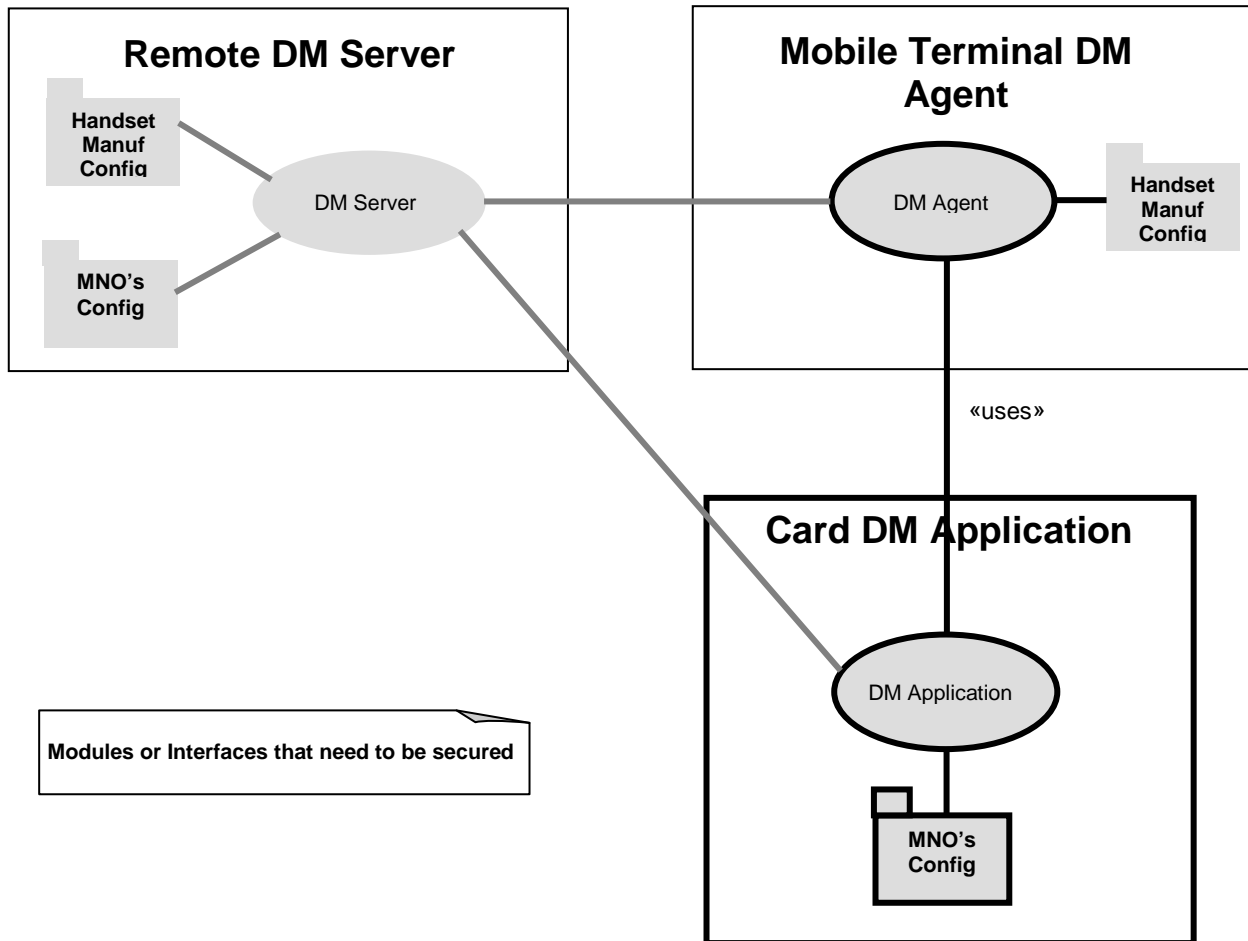 Remote DM Server
Handset
Manuf
Config
DM Server
MNO's
Config
Mobile Terminal DM
Agent
DM Agent
Handset
Manuf
Config
«uses»
Card DM Application
DM Application
MNO's
Config
Modules or Interfaces that need to be secured